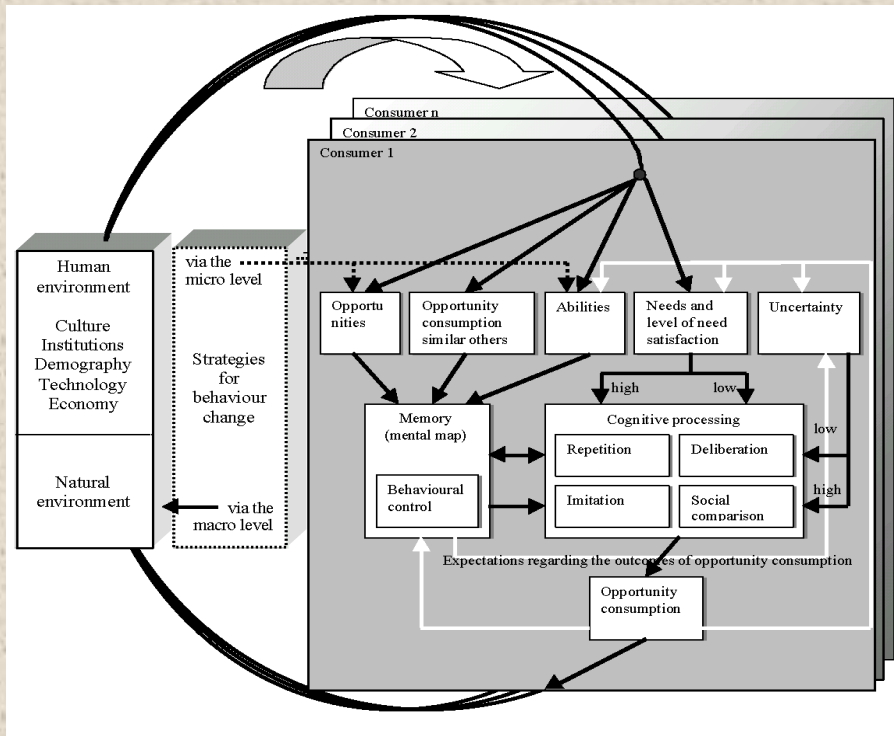 Consumer n
Consumer 2
Consumer 1
Human
environment
Culture
Institutions
Demography
Technology
Economy
Natural
environment
via the
micro level
Strategies
for
behaviour
change
via the
macro level
Opportu
nities
Opportunity
consumption
similar others
Abilities
Needs and
level of need
satisfaction
Uncertainty
high
low
Memory
(mental map)
Behavioural
control
Cognitive processing
Repetition
Deliberation
Imitation
Social
comparison
low
high
Expectations regarding the outcomes of opportunity consumption
Opportunity
consumption